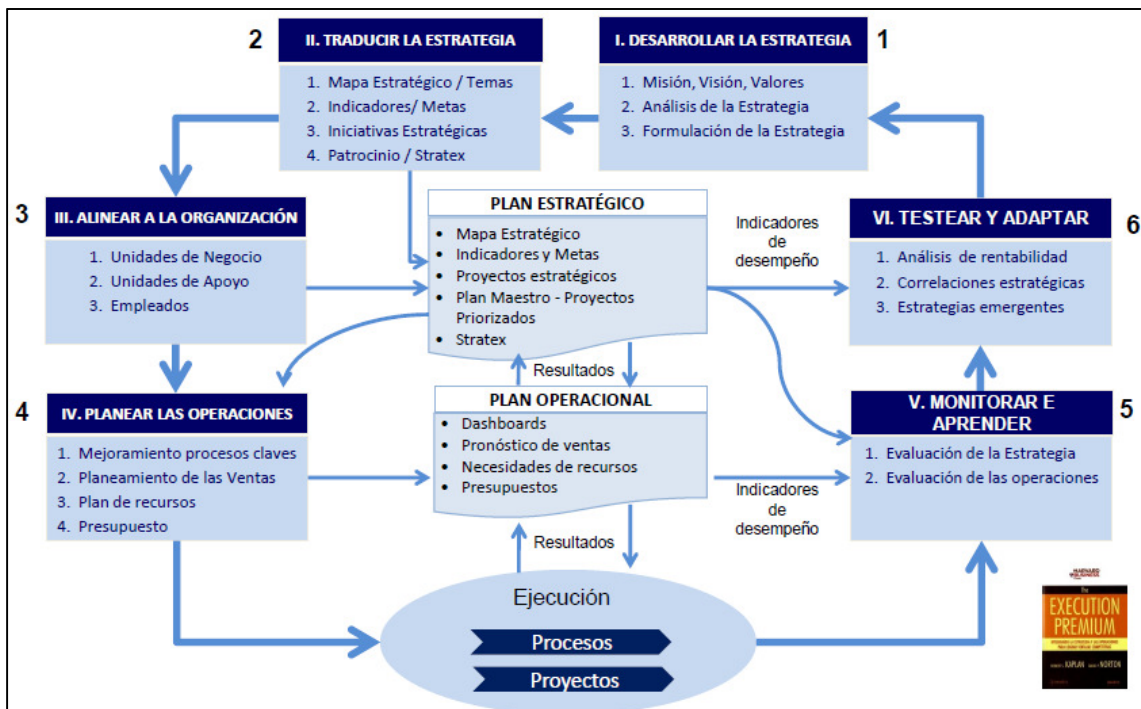 2
II. TRADUCIR LA ESTRATEGIA
1. Mapa Estratégico / Temas
2. Indicadores/ Metas
3. Iniciativas Estratégicas
4. Patrocinio / Stratex
I. DESARROLLAR LA ESTRATEGIA
1
1. Misión, Visión, Valores
2. Análisis de la Estrategia
3. Formulación de la Estrategia
3
III. ALINEAR A LA ORGANIZACIÓN
1. Unidades de Negocio
2. Unidades de Apoyo
3. Empleados
PLAN ESTRATÉGICO
• Mapa Estratégico
• Indicadores y Metas
• Proyectos estratégicos
• Plan Maestro - Proyectos
Priorizados
• Stratex
Indicadores
de
desempeño
VI. TESTEAR Y ADAPTAR
6
1. Análisis de rentabilidad
2. Correlaciones estratégicas
3. Estrategias emergentes
Resultados
4
IV. PLANEAR LAS OPERACIONES
1. Mejoramiento procesos claves
2. Planeamiento de las Ventas
3. Plan de recursos
4. Presupuesto
PLAN OPERACIONAL
• Dashboards
• Pronóstico de ventas
• Necesidades de recursos
• Presupuestos
Indicadores
de
desempeño
V. MONITORAR E
APRENDER
5
1. Evaluación de la Estrategia
2. Evaluación de las operaciones
Resultados
Ejecución
Procesos
Proyectos
HARVARD
BUSINESS
The
EXECUTION
PREMIUM
KAPLAN
NORTON